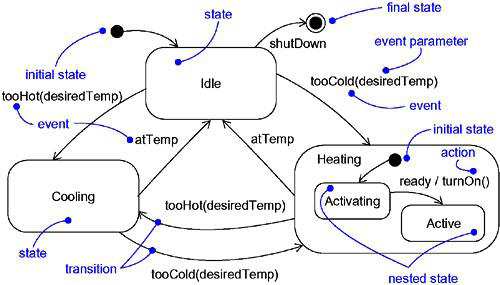 state
final state
shutDown
event parameter
initial state
Idle
tooCold(desiredTemp)
tooHot(desiredTemp)
event
event
initial state
atTemp
atTemp
Heating
action
ready / turnOn()
Cooling
tooHot(desiredTemp)
Activating
Active
state
transition
tooCold(desiredTemp)
nested state